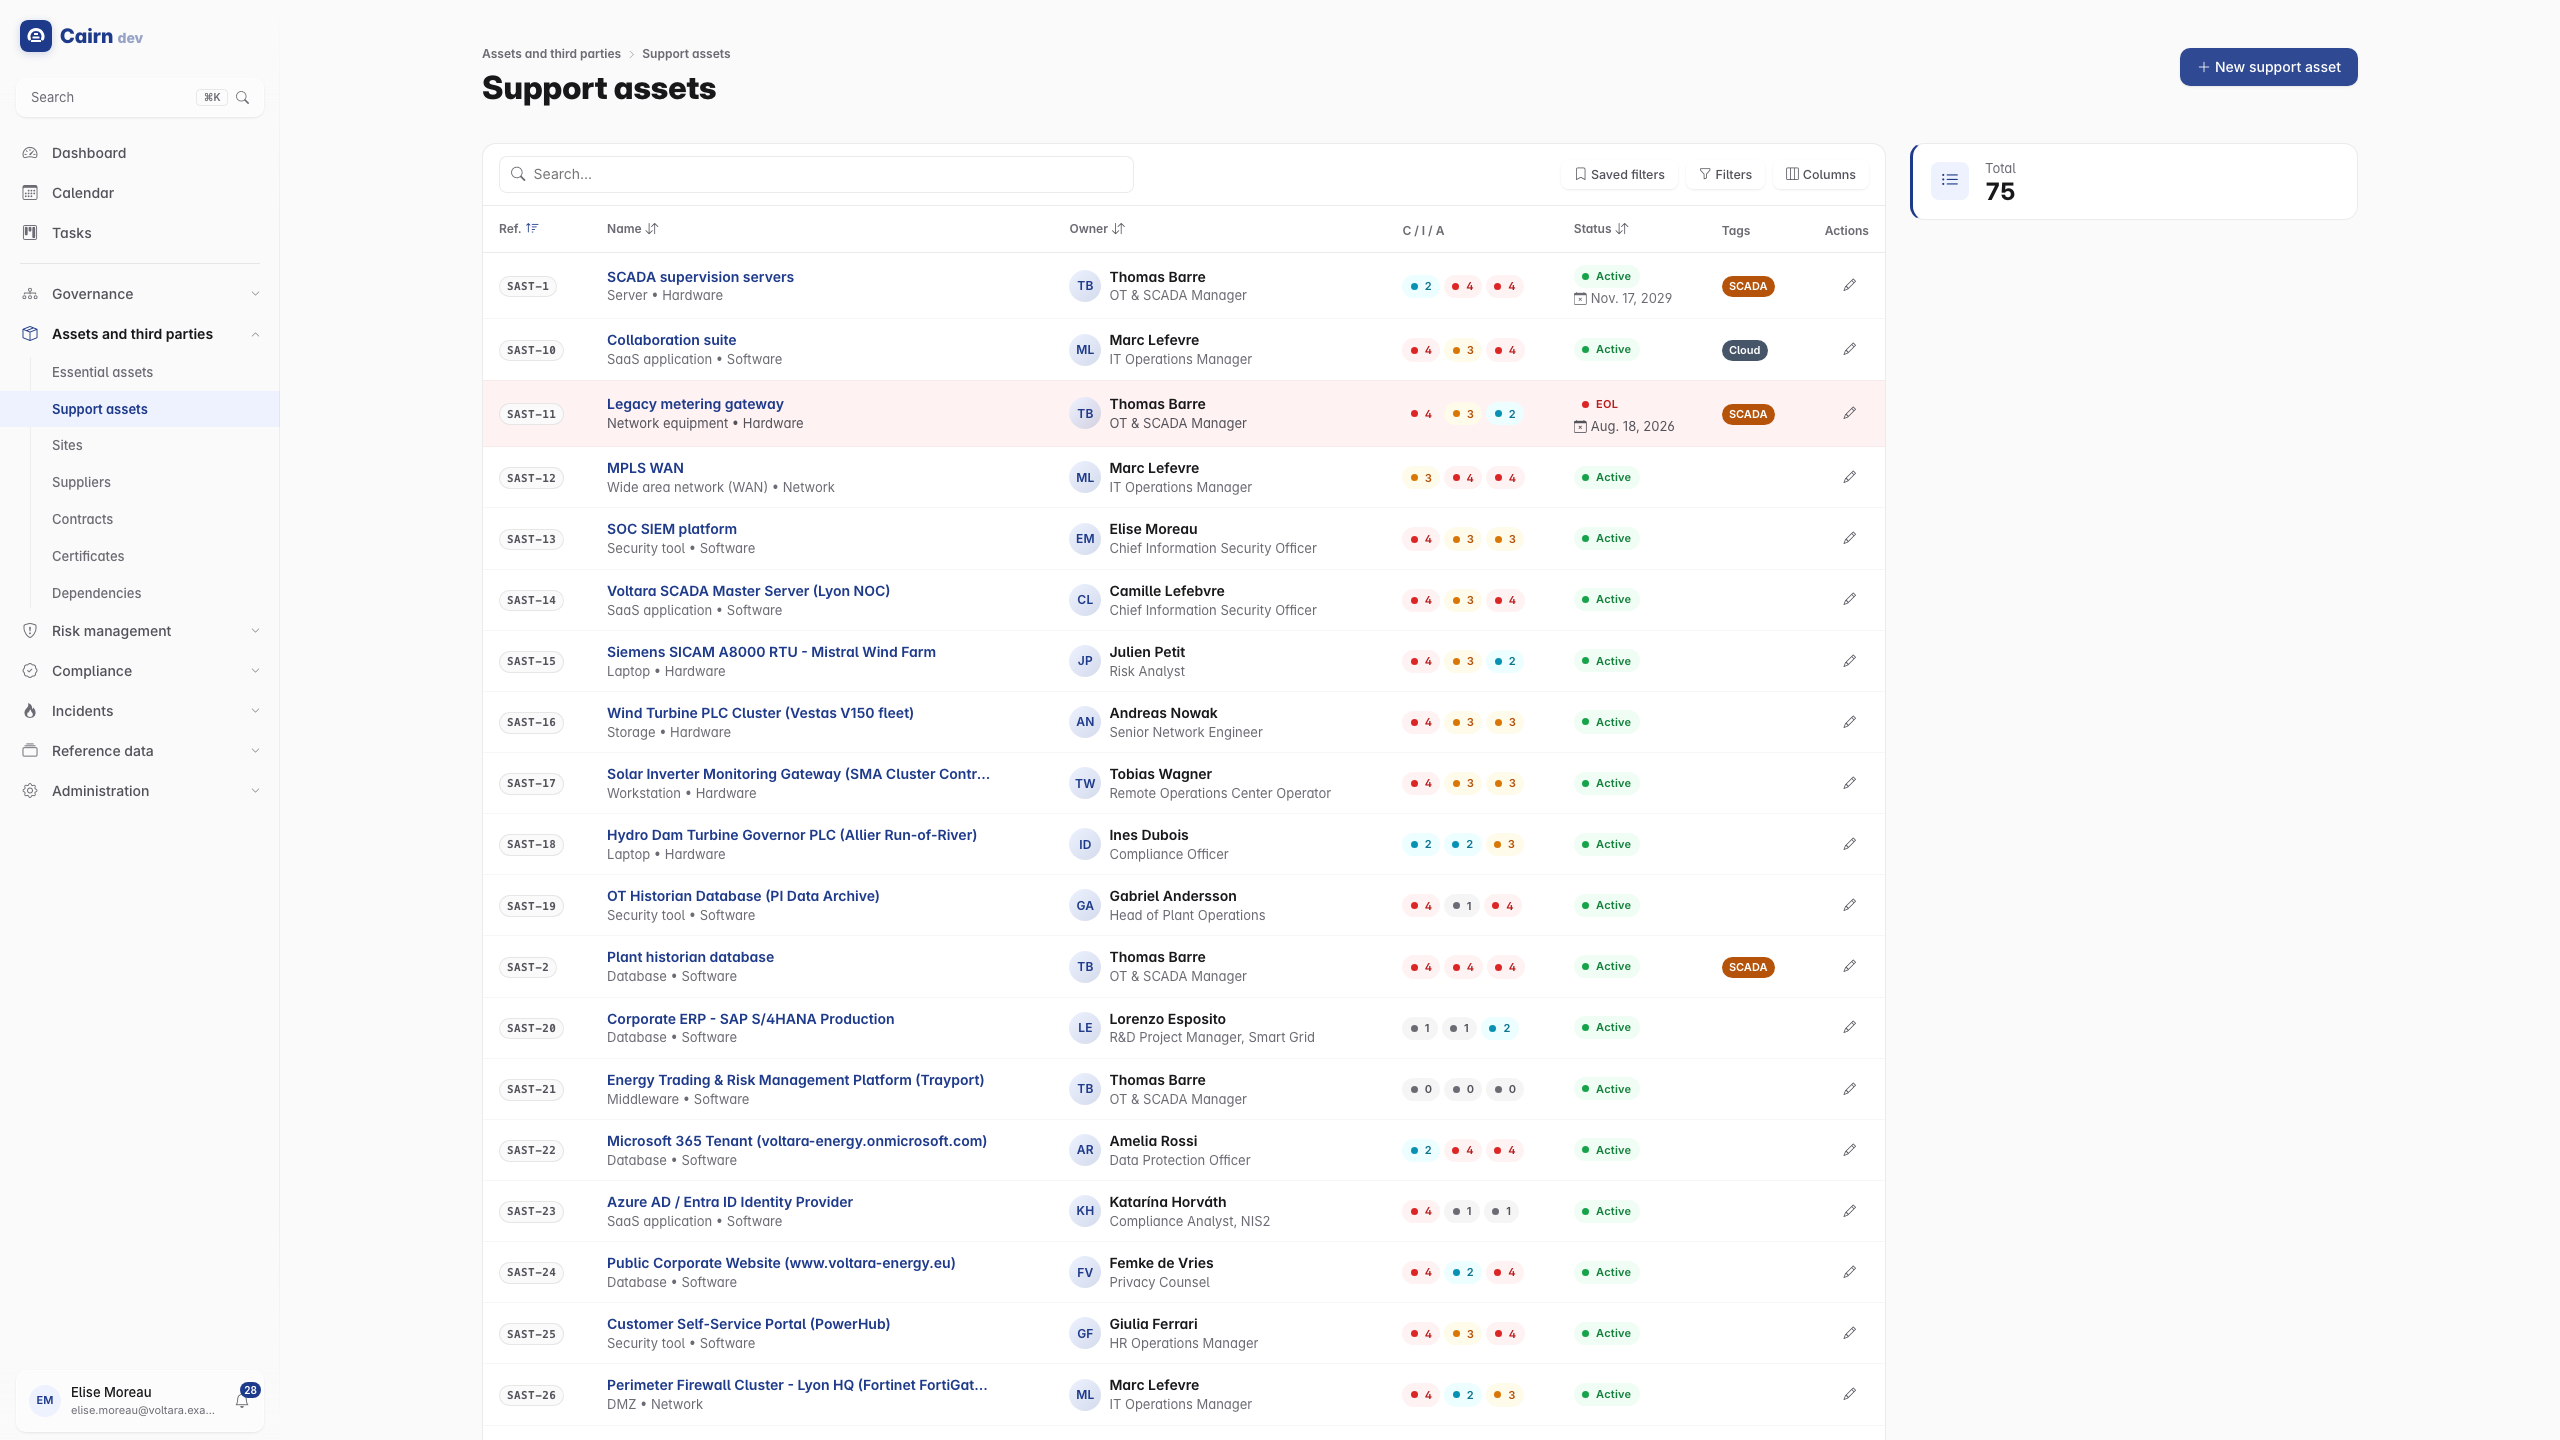 Cairn dev
Search ⌘K
Dashboard
Calendar
Tasks
Governance
Assets and third parties
Essential assets
Support assets
Sites
Suppliers
Contracts
Certificates
Dependencies
Risk management
Compliance
Incidents
Reference data
Administration
EM Elise Moreau 28
elise.moreau@voltara.exa...
Assets and third parties > Support assets
Support assets
+ New support asset
Search...
Saved filters Filters Columns
Total
75
Ref. Name Owner C / I / A Status Tags Actions
SAST-1 SCADA supervision servers TB Thomas Barre 2 4 4 Active SCADA
Server • Hardware OT & SCADA Manager Nov. 17, 2029
SAST-10 Collaboration suite ML Marc Lefevre 4 3 4 Active Cloud
SaaS application • Software IT Operations Manager
SAST-11 Legacy metering gateway TB Thomas Barre 4 3 2 EOL SCADA
Network equipment • Hardware OT & SCADA Manager Aug. 18, 2026
SAST-12 MPLS WAN ML Marc Lefevre 3 4 4 Active
Wide area network (WAN) • Network IT Operations Manager
SAST-13 SOC SIEM platform EM Elise Moreau 4 3 3 Active
Security tool • Software Chief Information Security Officer
SAST-14 Voltara SCADA Master Server (Lyon NOC) CL Camille Lefebvre 4 3 4 Active
SaaS application • Software Chief Information Security Officer
SAST-15 Siemens SICAM A8000 RTU - Mistral Wind Farm JP Julien Petit 4 3 2 Active
Laptop • Hardware Risk Analyst
SAST-16 Wind Turbine PLC Cluster (Vestas V150 fleet) AN Andreas Nowak 4 3 3 Active
Storage • Hardware Senior Network Engineer
SAST-17 Solar Inverter Monitoring Gateway (SMA Cluster Contr... TW Tobias Wagner 4 3 3 Active
Workstation • Hardware Remote Operations Center Operator
SAST-18 Hydro Dam Turbine Governor PLC (Allier Run-of-River) ID Ines Dubois 2 2 3 Active
Laptop • Hardware Compliance Officer
SAST-19 OT Historian Database (PI Data Archive) GA Gabriel Andersson 4 1 4 Active
Security tool • Software Head of Plant Operations
SAST-2 Plant historian database TB Thomas Barre 4 4 4 Active SCADA
Database • Software OT & SCADA Manager
SAST-20 Corporate ERP - SAP S/4HANA Production LE Lorenzo Esposito 1 1 2 Active
Database • Software R&D Project Manager, Smart Grid
SAST-21 Energy Trading & Risk Management Platform (Trayport) TB Thomas Barre 0 0 0 Active
Middleware • Software OT & SCADA Manager
SAST-22 Microsoft 365 Tenant (voltara-energy.onmicrosoft.com) AR Amelia Rossi 2 4 4 Active
Database • Software Data Protection Officer
SAST-23 Azure AD / Entra ID Identity Provider KH Katarína Horváth 4 1 1 Active
SaaS application • Software Compliance Analyst, NIS2
SAST-24 Public Corporate Website (www.voltara-energy.eu) FV Femke de Vries 4 2 4 Active
Database • Software Privacy Counsel
SAST-25 Customer Self-Service Portal (PowerHub) GF Giulia Ferrari 4 3 4 Active
Security tool • Software HR Operations Manager
SAST-26 Perimeter Firewall Cluster - Lyon HQ (Fortinet FortiGat... ML Marc Lefevre 4 2 3 Active
DMZ • Network IT Operations Manager